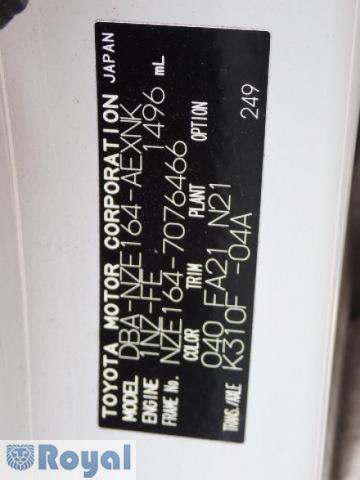 TOYOTA MOTOR CORPORATION JAPAN
MODEL DBA-NZE164-AEXNK
ENGINE 1NZ-FE 1496 mL
FRAME No. NZE164-7076466
COLOR TRIM PLANT OPTION 249
040 FA21 N21
TRANS./AXLE K310F -04A
Royal